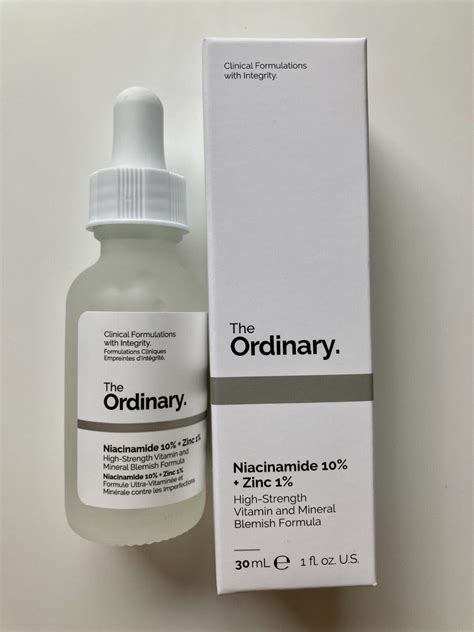 Clinical Formulations
with Integrity.
Formulations Cliniques
Empreintes d'Intégrité.
The
Ordinary.
Niacinamide 10% + Zinc 1%
High-Strength Vitamin and
Mineral Blemish Formula
Niacinamide 10% + Zinc 1%
Formule Ultra-Vitaminée et
Minérale contre les Imperfections
Clinical Formulations
with Integrity.
The
Ordinary.
Niacinamide 10%
+ Zinc 1%
High-Strength
Vitamin and Mineral
Blemish Formula
30 mL ℮ 1 fl. oz. U.S.